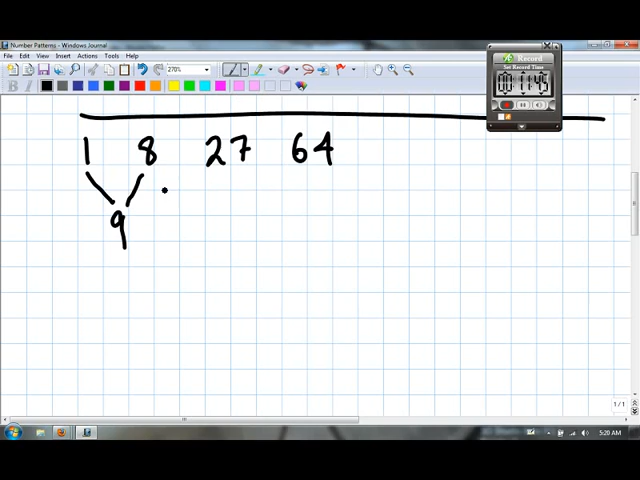 Number Patterns - Windows Journal
File Edit View Insert Actions Tools Help
270%
Record
Set Record Time
00:11:45
1 8 27 64
9
1 / 1
5:20 AM